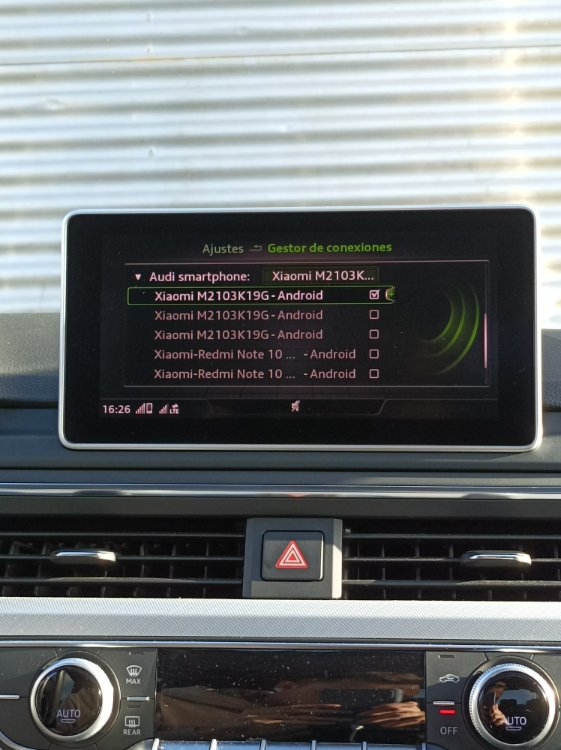 Ajustes Gestor de conexiones
Audi smartphone: Xiaomi M2103K...
Xiaomi M2103K19G - Android
Xiaomi M2103K19G - Android
Xiaomi M2103K19G - Android
Xiaomi-Redmi Note 10 ... - Android
Xiaomi-Redmi Note 10 ... - Android
16:26 LTE
MAX
AUTO
REAR
OFF
AUTO